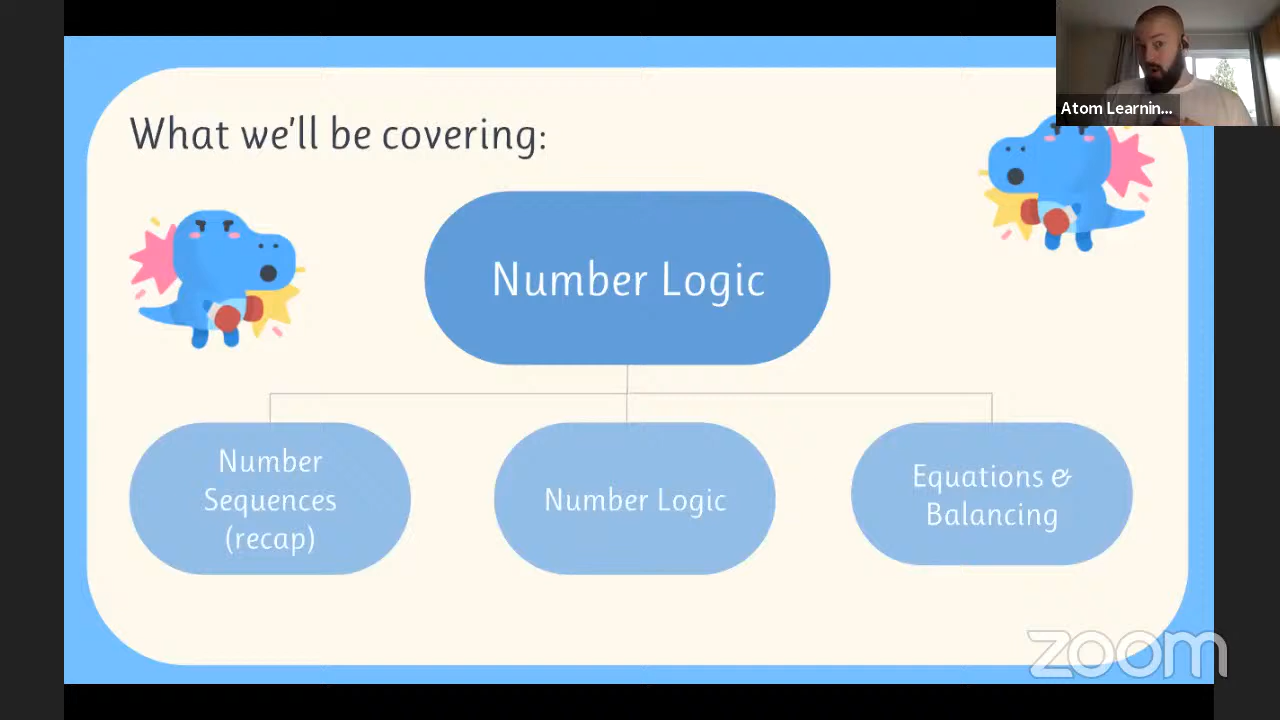 Atom Learnin...
What we'll be covering:
Number Logic
Number
Sequences
(recap)
Number Logic
Equations &
Balancing
zoom